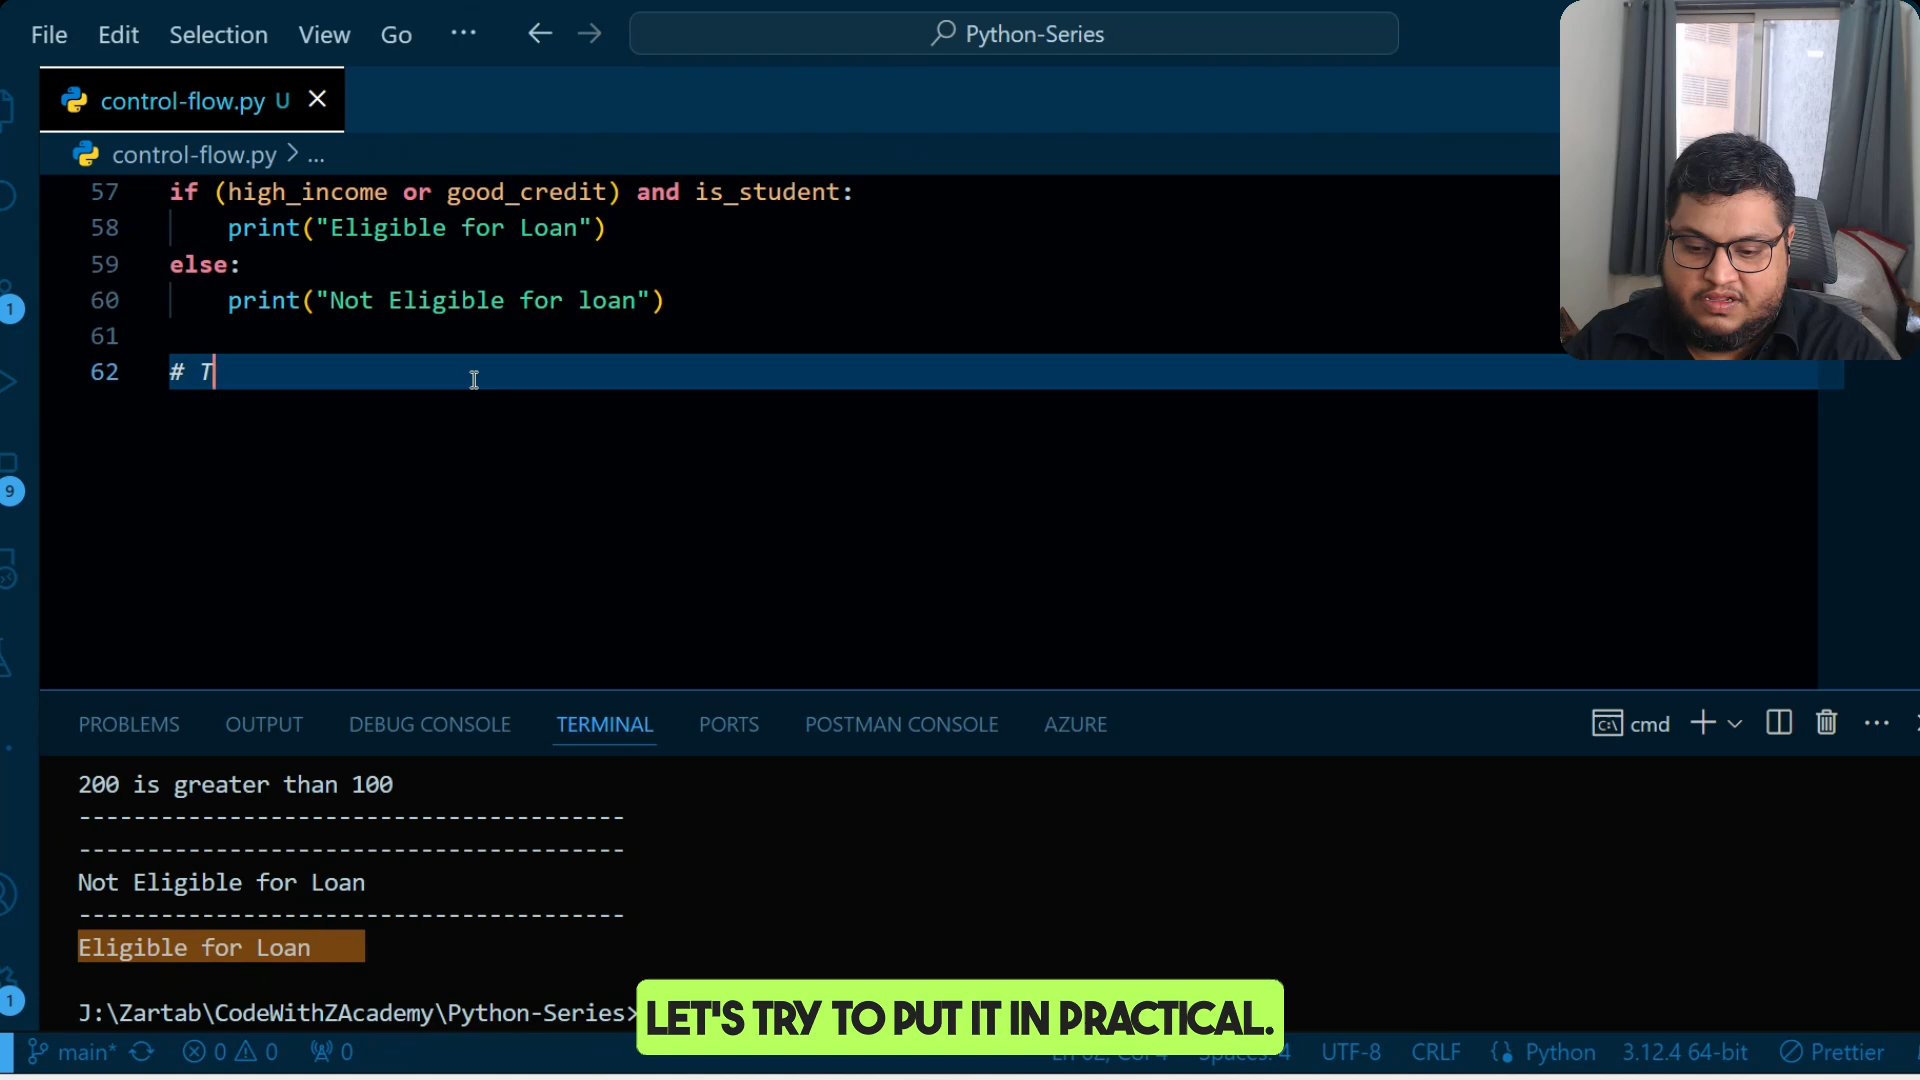 File Edit Selection View Go ... Python-Series
control-flow.py U
control-flow.py > ...
57 if (high_income or good_credit) and is_student:
58 print("Eligible for Loan")
59 else:
60 print("Not Eligible for loan")
61
62 # T
1
9
PROBLEMS OUTPUT DEBUG CONSOLE TERMINAL PORTS POSTMAN CONSOLE AZURE cmd
200 is greater than 100
----------------------------------------
----------------------------------------
Not Eligible for Loan
----------------------------------------
Eligible for Loan
1
J:\Zartab\CodeWithZAcademy\Python-Series>
LET'S TRY TO PUT IT IN PRACTICAL.
main* 0 0 0 UTF-8 CRLF Python 3.12.4 64-bit Prettier